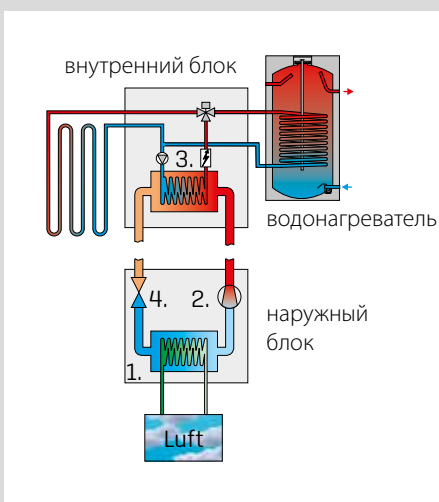 внутренний блок
3.
водонагреватель
4.
2.
наружный
блок
1.
Luft